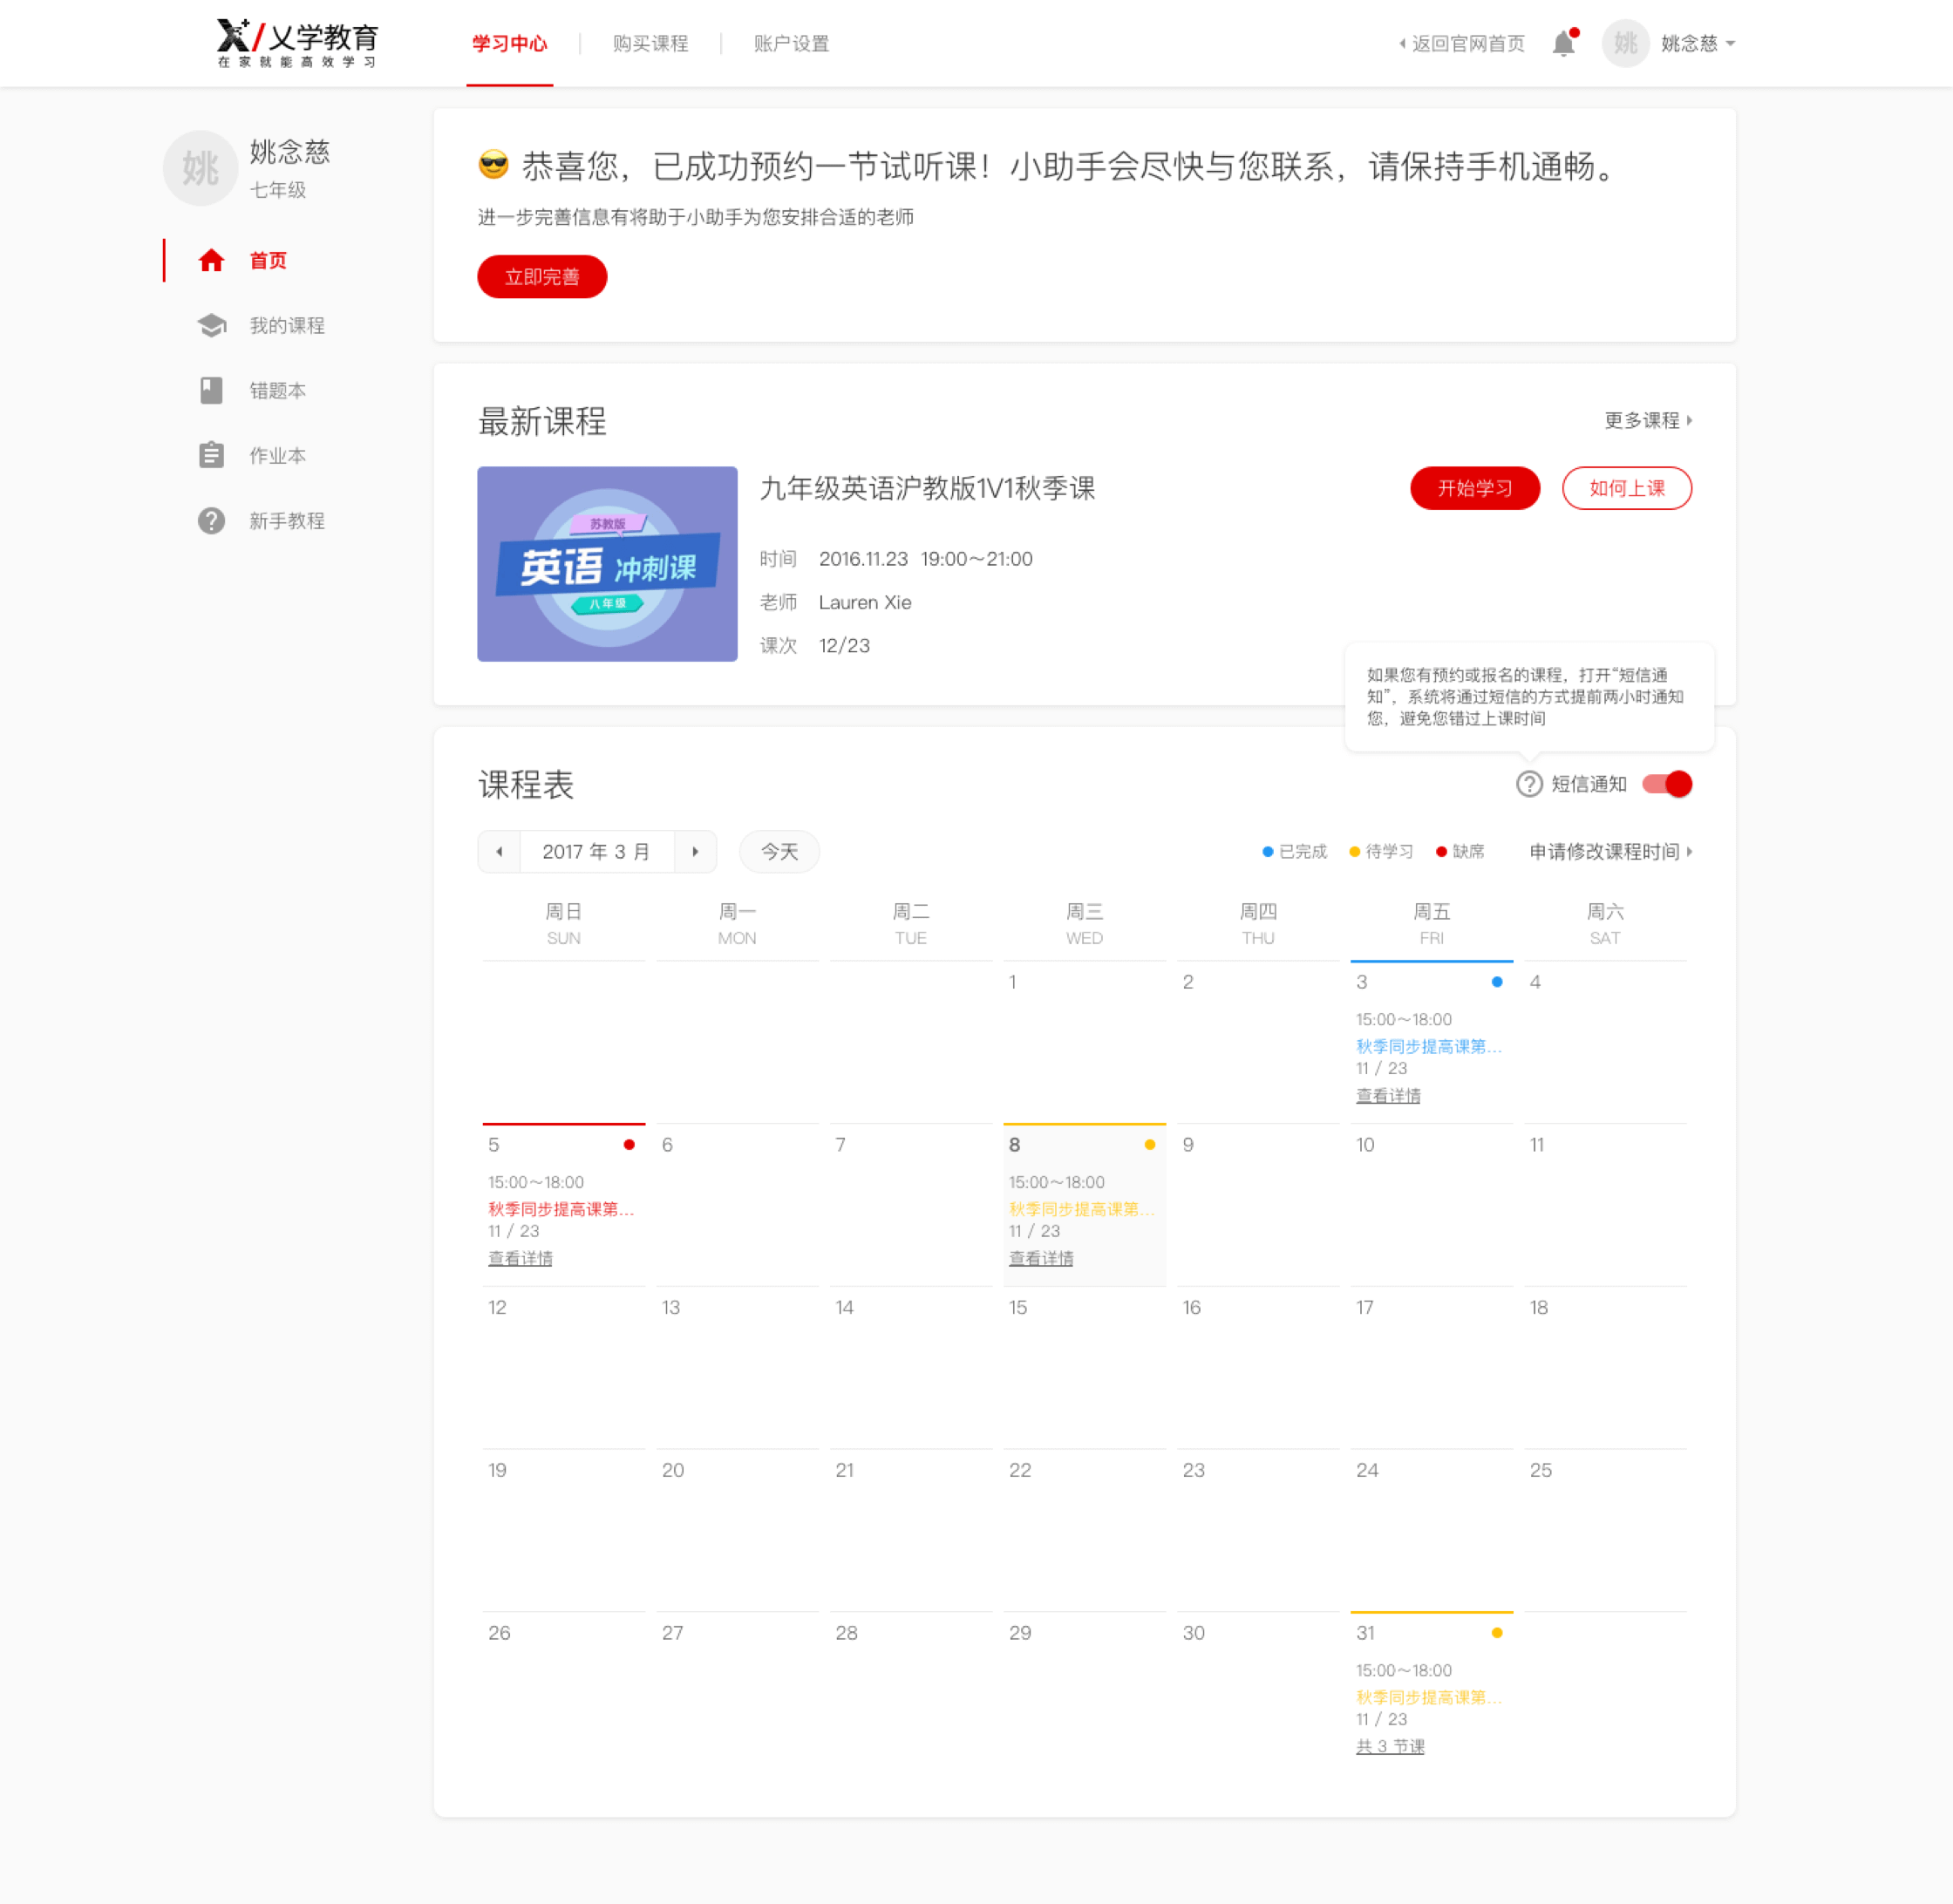 X+/乂学教育
在家就能高效学习
学习中心
购买课程
账户设置
返回官网首页
姚
姚念慈
姚
姚念慈
七年级
首页
我的课程
错题本
作业本
新手教程
😎 恭喜您，已成功预约一节试听课！小助手会尽快与您联系，请保持手机通畅。
进一步完善信息有将助于小助手为您安排合适的老师
立即完善
最新课程
更多课程
苏教版
英语 冲刺课
八年级
九年级英语沪教版1V1秋季课
开始学习
如何上课
时间 2016.11.23 19:00～21:00
老师 Lauren Xie
课次 12/23
如果您有预约或报名的课程，打开“短信通
知”，系统将通过短信的方式提前两小时通知
您，避免您错过上课时间
课程表
? 短信通知
2017 年 3 月
今天
已完成 待学习 缺席
申请修改课程时间
周日 周一 周二 周三 周四 周五 周六
SUN MON TUE WED THU FRI SAT
1 2 3 4
15:00～18:00
秋季同步提高课第...
11 / 23
查看详情
5 6 7 8 9 10 11
15:00～18:00 15:00～18:00
秋季同步提高课第... 秋季同步提高课第...
11 / 23 11 / 23
查看详情 查看详情
12 13 14 15 16 17 18
19 20 21 22 23 24 25
26 27 28 29 30 31
15:00～18:00
秋季同步提高课第...
11 / 23
共 3 节课